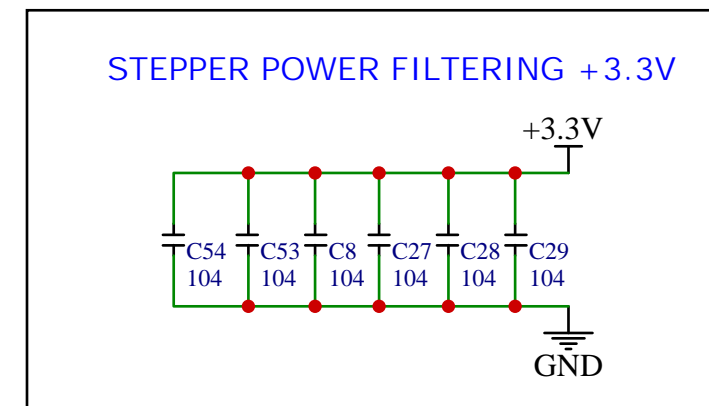 STEPPER POWER FILTERING +3.3V
+3.3V
C54 C53 C8 C27 C28 C29
104 104 104 104 104 104
GND